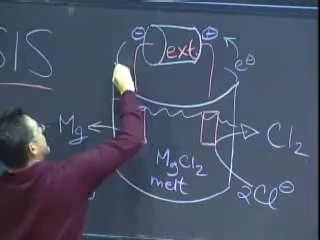 SIS
⊖ ext. ⊕
e⊖
Mg
Cl2
MgCl2
melt
2Cl⊖